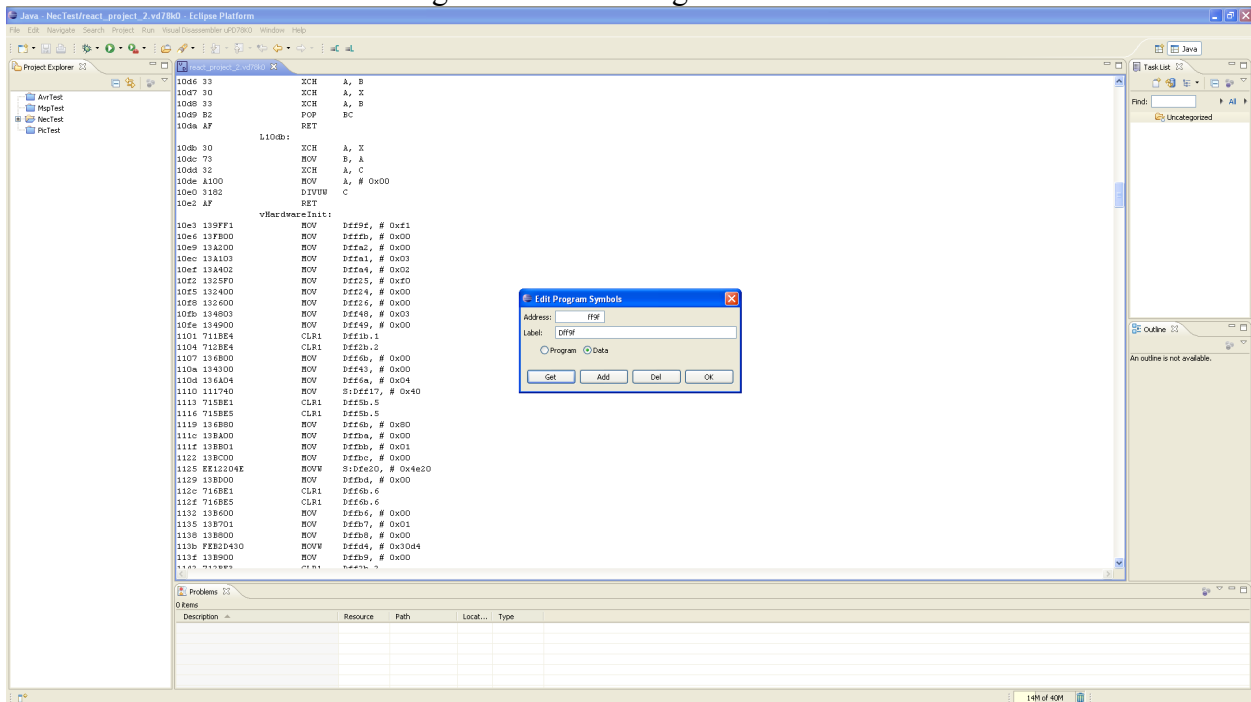 Java - NecTest/react_project_2.vd78k0 - Eclipse Platform
File Edit Navigate Search Project Run Visual Disassembler uPD78K0 Window Help
Java
Project Explorer
AvrTest
MspTest
NecTest
PicTest
react_project_2.vd78k0
10d6 33 XCH A, B
10d7 30 XCH A, X
10d8 33 XCH A, B
10d9 B2 POP BC
10da AF RET
L10db:
10db 30 XCH A, X
10dc 73 MOV B, A
10dd 32 XCH A, C
10de A100 MOV A, # 0x00
10e0 3182 DIVUW C
10e2 AF RET
vHardwareInit:
10e3 139FF1 MOV Dff9f, # 0xf1
10e6 13FB00 MOV Dfffb, # 0x00
10e9 13A200 MOV Dffa2, # 0x00
10ec 13A103 MOV Dffa1, # 0x03
10ef 13A402 MOV Dffa4, # 0x02
10f2 1325F0 MOV Dff25, # 0xf0
10f5 132400 MOV Dff24, # 0x00
10f8 132600 MOV Dff26, # 0x00
10fb 134803 MOV Dff48, # 0x03
10fe 134900 MOV Dff49, # 0x00
1101 711BE4 CLR1 Dff1b.1
1104 712BE4 CLR1 Dff2b.2
1107 136B00 MOV Dff6b, # 0x00
110a 134300 MOV Dff43, # 0x00
110d 136A04 MOV Dff6a, # 0x04
1110 111740 MOV S:Dff17, # 0x40
1113 715BE1 CLR1 Dff5b.5
1116 715BE5 CLR1 Dff5b.5
1119 136B80 MOV Dff6b, # 0x80
111c 13BA00 MOV Dffba, # 0x00
111f 13BB01 MOV Dffbb, # 0x01
1122 13BC00 MOV Dffbc, # 0x00
1125 EE12204E MOVW S:Dfe20, # 0x4e20
1129 13BD00 MOV Dffbd, # 0x00
112c 716BE1 CLR1 Dff6b.6
112f 716BE5 CLR1 Dff6b.6
1132 13B600 MOV Dffb6, # 0x00
1135 13B701 MOV Dffb7, # 0x01
1138 13B800 MOV Dffb8, # 0x00
113b FEB2D430 MOVW Dffd4, # 0x30d4
113f 13B900 MOV Dffb9, # 0x00
Edit Program Symbols
Address: ff9f
Label: Dff9f
Program Data
Get Add Del OK
Task List
Find: All
Uncategorized
Outline
An outline is not available.
Problems
0 items
Description Resource Path Locat... Type
14M of 40M